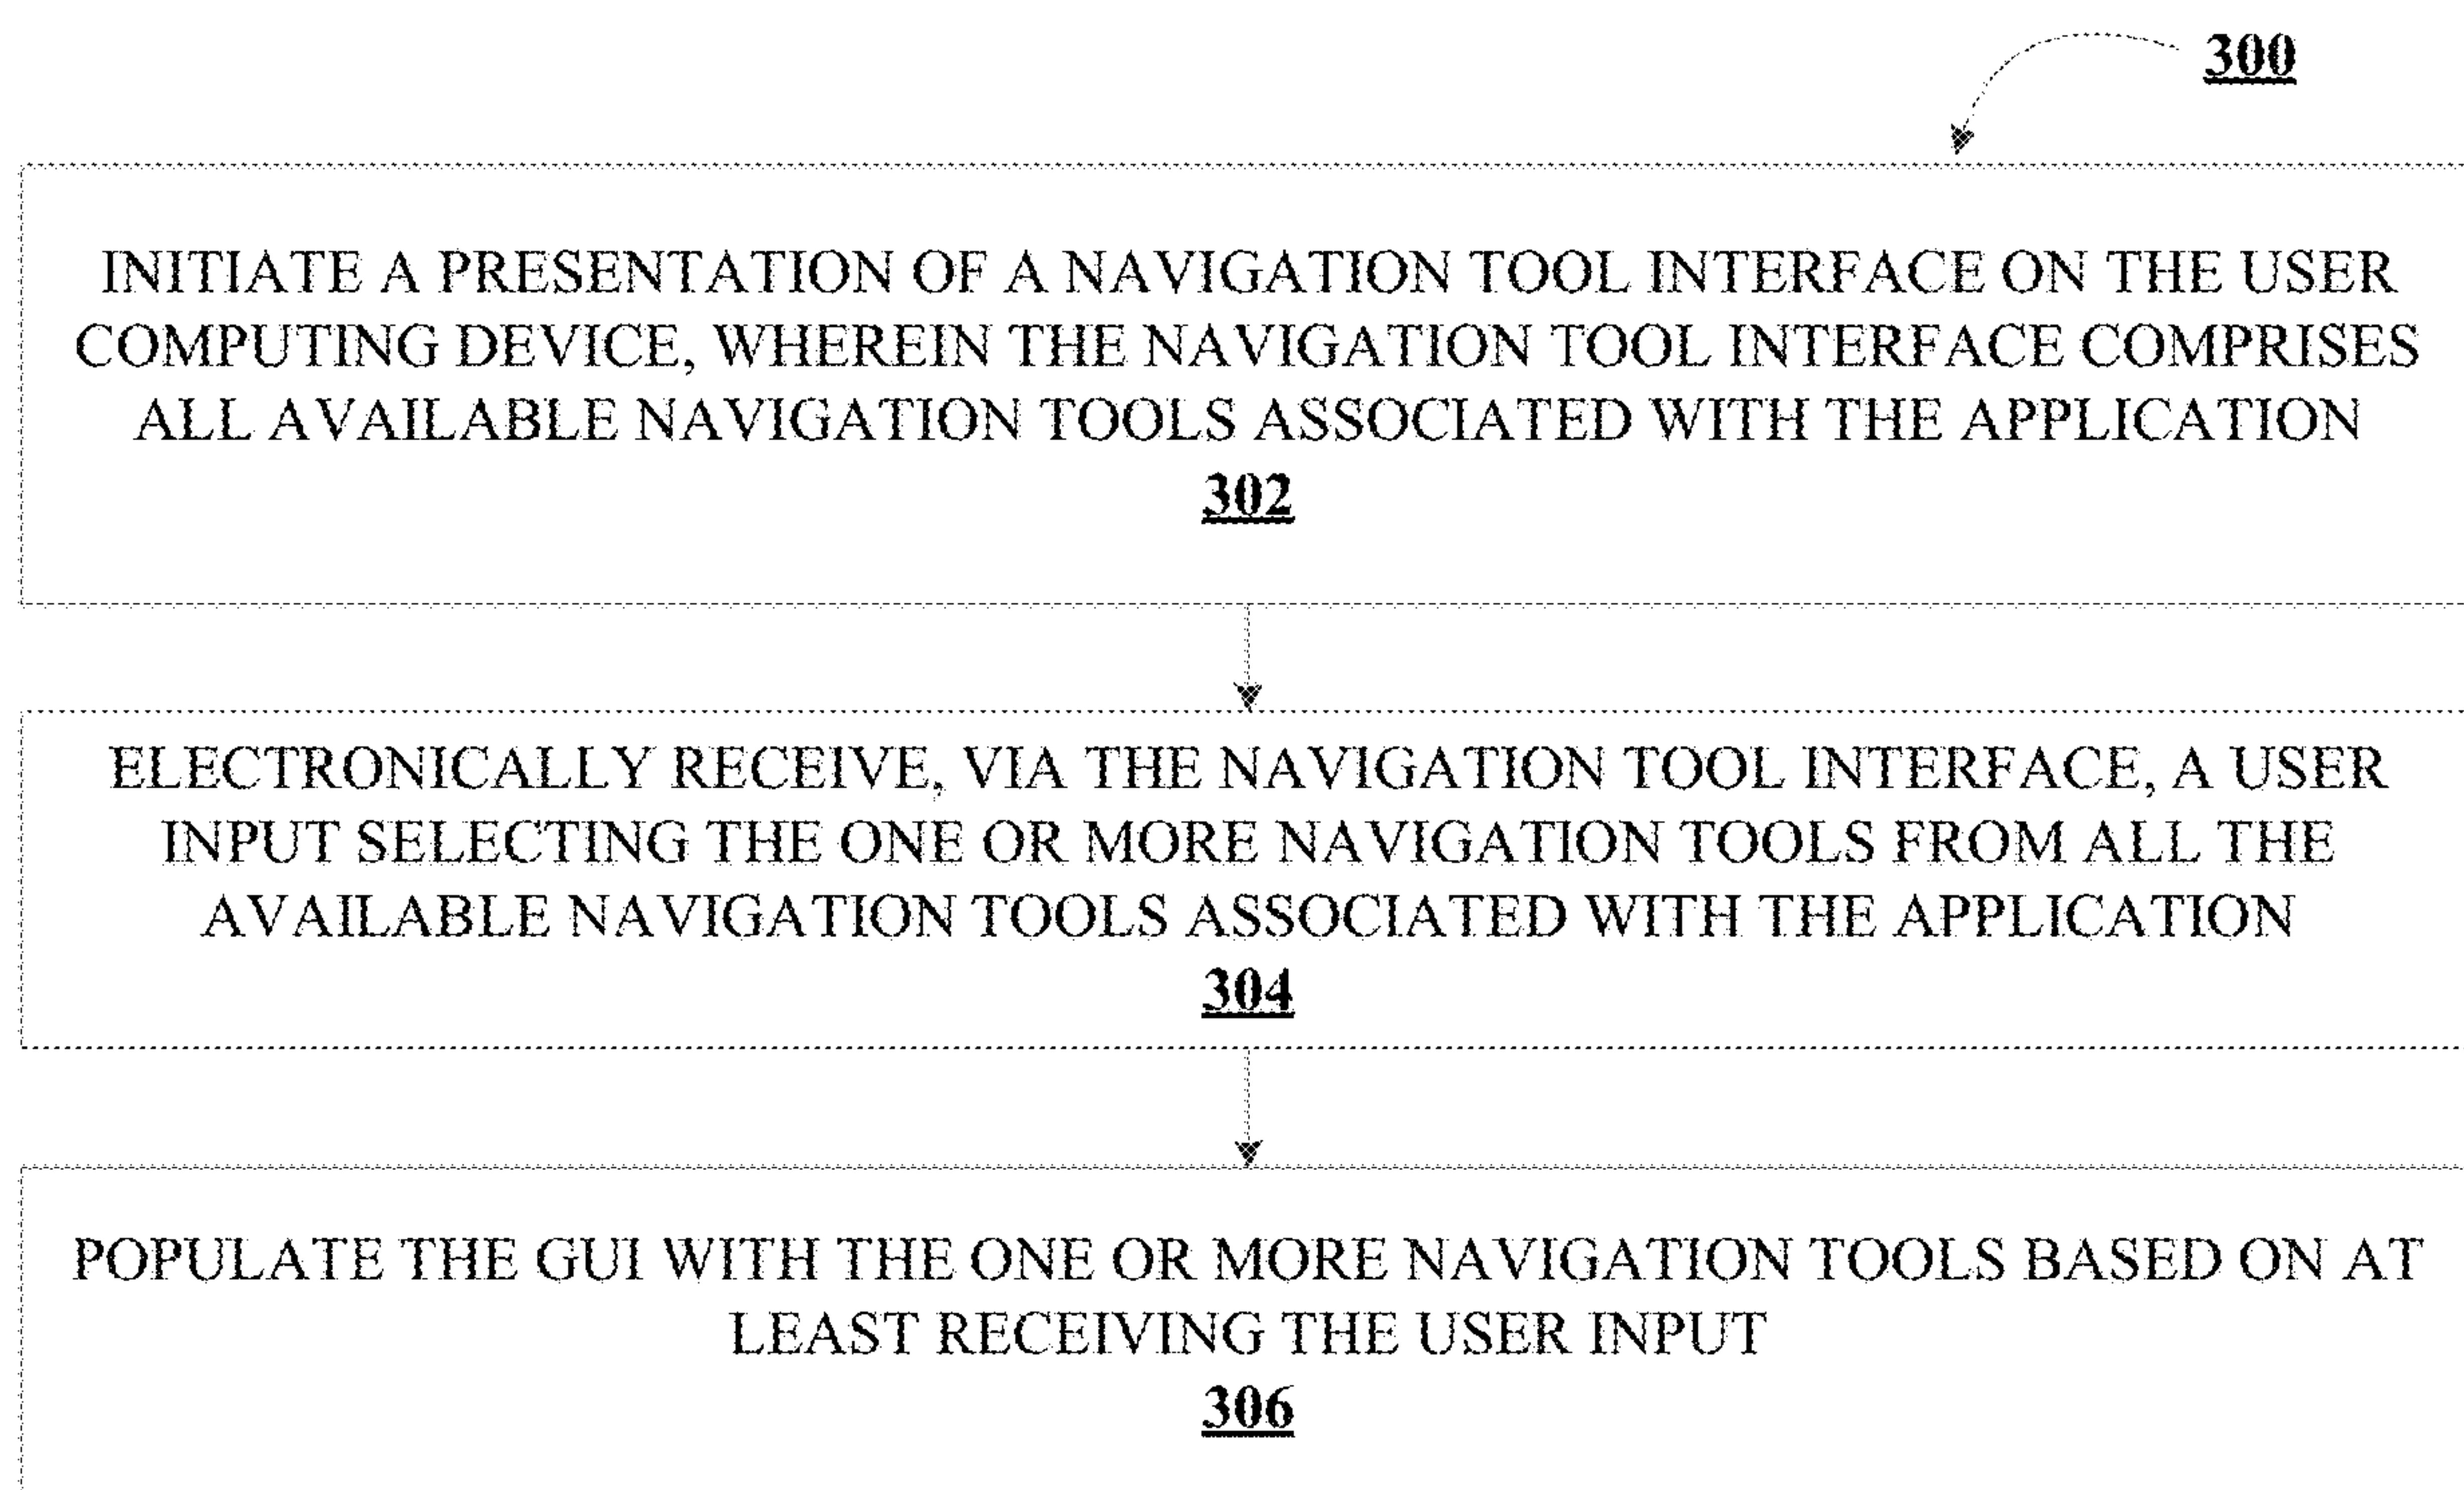 300
INITIATE A PRESENTATION OF A NAVIGATION TOOL INTERFACE ON THE USER
COMPUTING DEVICE, WHEREIN THE NAVIGATION TOOL INTERFACE COMPRISES
ALL AVAILABLE NAVIGATION TOOLS ASSOCIATED WITH THE APPLICATION
302
ELECTRONICALLY RECEIVE, VIA THE NAVIGATION TOOL INTERFACE, A USER
INPUT SELECTING THE ONE OR MORE NAVIGATION TOOLS FROM ALL THE
AVAILABLE NAVIGATION TOOLS ASSOCIATED WITH THE APPLICATION
304
POPULATE THE GUI WITH THE ONE OR MORE NAVIGATION TOOLS BASED ON AT
LEAST RECEIVING THE USER INPUT
306